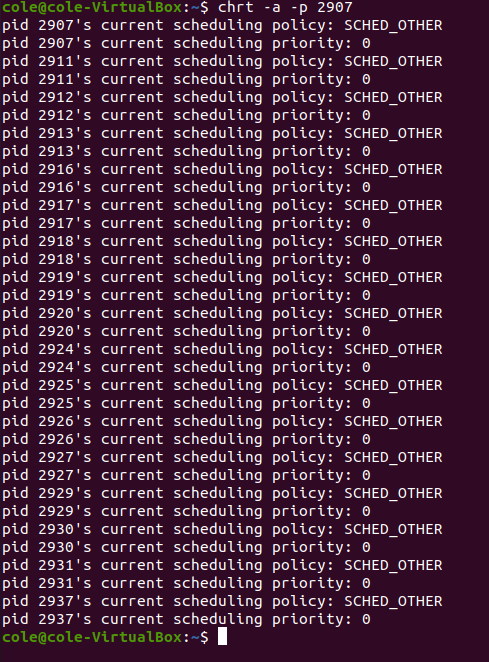 cole@cole-VirtualBox:~$ chrt -a -p 2907
pid 2907's current scheduling policy: SCHED_OTHER
pid 2907's current scheduling priority: 0
pid 2911's current scheduling policy: SCHED_OTHER
pid 2911's current scheduling priority: 0
pid 2912's current scheduling policy: SCHED_OTHER
pid 2912's current scheduling priority: 0
pid 2913's current scheduling policy: SCHED_OTHER
pid 2913's current scheduling priority: 0
pid 2916's current scheduling policy: SCHED_OTHER
pid 2916's current scheduling priority: 0
pid 2917's current scheduling policy: SCHED_OTHER
pid 2917's current scheduling priority: 0
pid 2918's current scheduling policy: SCHED_OTHER
pid 2918's current scheduling priority: 0
pid 2919's current scheduling policy: SCHED_OTHER
pid 2919's current scheduling priority: 0
pid 2920's current scheduling policy: SCHED_OTHER
pid 2920's current scheduling priority: 0
pid 2924's current scheduling policy: SCHED_OTHER
pid 2924's current scheduling priority: 0
pid 2925's current scheduling policy: SCHED_OTHER
pid 2925's current scheduling priority: 0
pid 2926's current scheduling policy: SCHED_OTHER
pid 2926's current scheduling priority: 0
pid 2927's current scheduling policy: SCHED_OTHER
pid 2927's current scheduling priority: 0
pid 2929's current scheduling policy: SCHED_OTHER
pid 2929's current scheduling priority: 0
pid 2930's current scheduling policy: SCHED_OTHER
pid 2930's current scheduling priority: 0
pid 2931's current scheduling policy: SCHED_OTHER
pid 2931's current scheduling priority: 0
pid 2937's current scheduling policy: SCHED_OTHER
pid 2937's current scheduling priority: 0
cole@cole-VirtualBox:~$